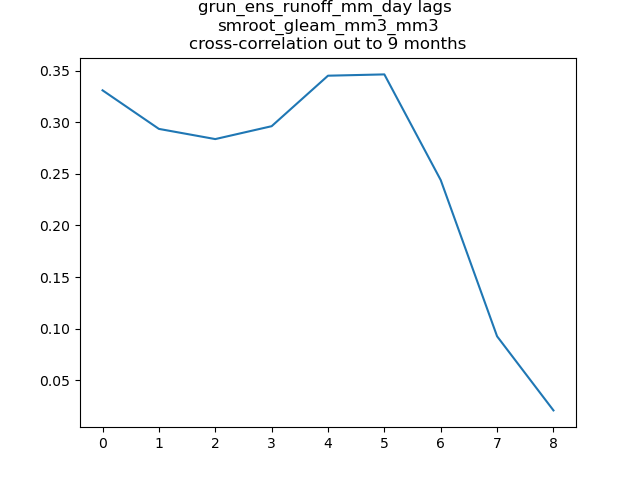 grun_ens_runoff_mm_day lags
smroot_gleam_mm3_mm3
cross-correlation out to 9 months
0.35
0.30
0.25
0.20
0.15
0.10
0.05
0 1 2 3 4 5 6 7 8